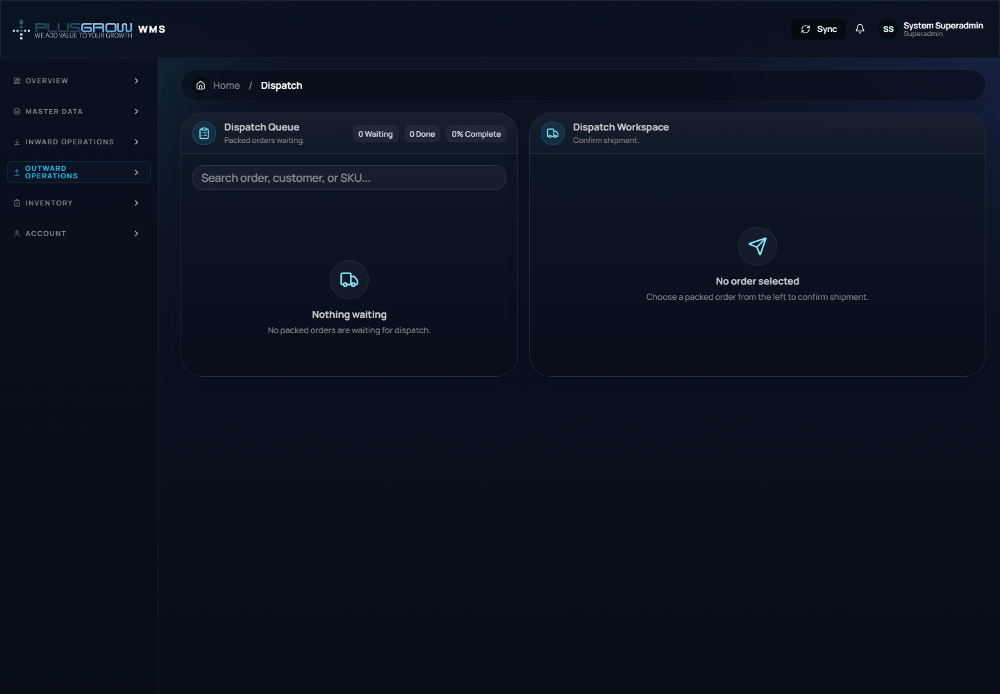 PLUSGROW WMS
WE ADD VALUE TO YOUR GROWTH
Sync
SS
System Superadmin
Superadmin
OVERVIEW
MASTER DATA
INWARD OPERATIONS
OUTWARD
OPERATIONS
INVENTORY
ACCOUNT
Home / Dispatch
Dispatch Queue
Packed orders waiting.
0 Waiting
0 Done
0% Complete
Search order, customer, or SKU...
Nothing waiting
No packed orders are waiting for dispatch.
Dispatch Workspace
Confirm shipment.
No order selected
Choose a packed order from the left to confirm shipment.